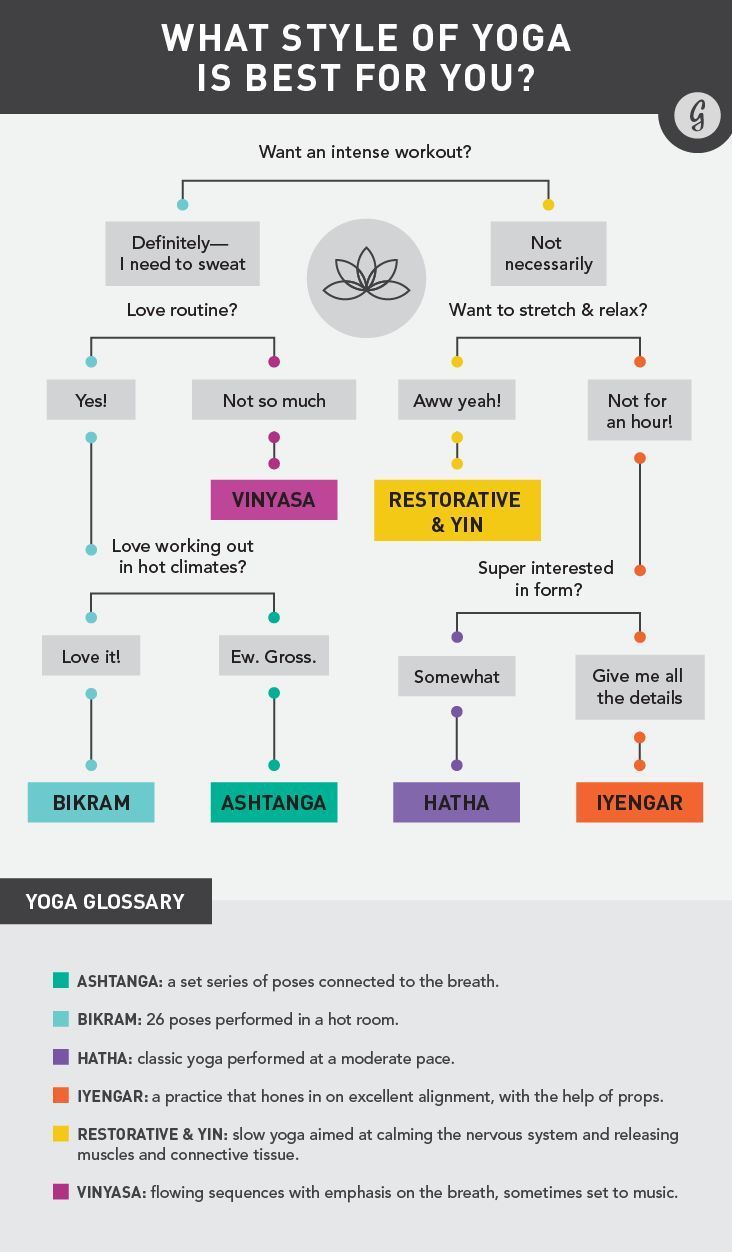 WHAT STYLE OF YOGA
IS BEST FOR YOU?
G
Want an intense workout?
Definitely—
I need to sweat
Not
necessarily
Love routine?
Want to stretch & relax?
Yes!
Not so much
Aww yeah!
Not for
an hour!
VINYASA
RESTORATIVE
& YIN
Love working out
in hot climates?
Super interested
in form?
Love it!
Ew. Gross.
Somewhat
Give me all
the details
BIKRAM
ASHTANGA
HATHA
IYENGAR
YOGA GLOSSARY
ASHTANGA: a set series of poses connected to the breath.
BIKRAM: 26 poses performed in a hot room.
HATHA: classic yoga performed at a moderate pace.
IYENGAR: a practice that hones in on excellent alignment, with the help of props.
RESTORATIVE & YIN: slow yoga aimed at calming the nervous system and releasing
muscles and connective tissue.
VINYASA: flowing sequences with emphasis on the breath, sometimes set to music.